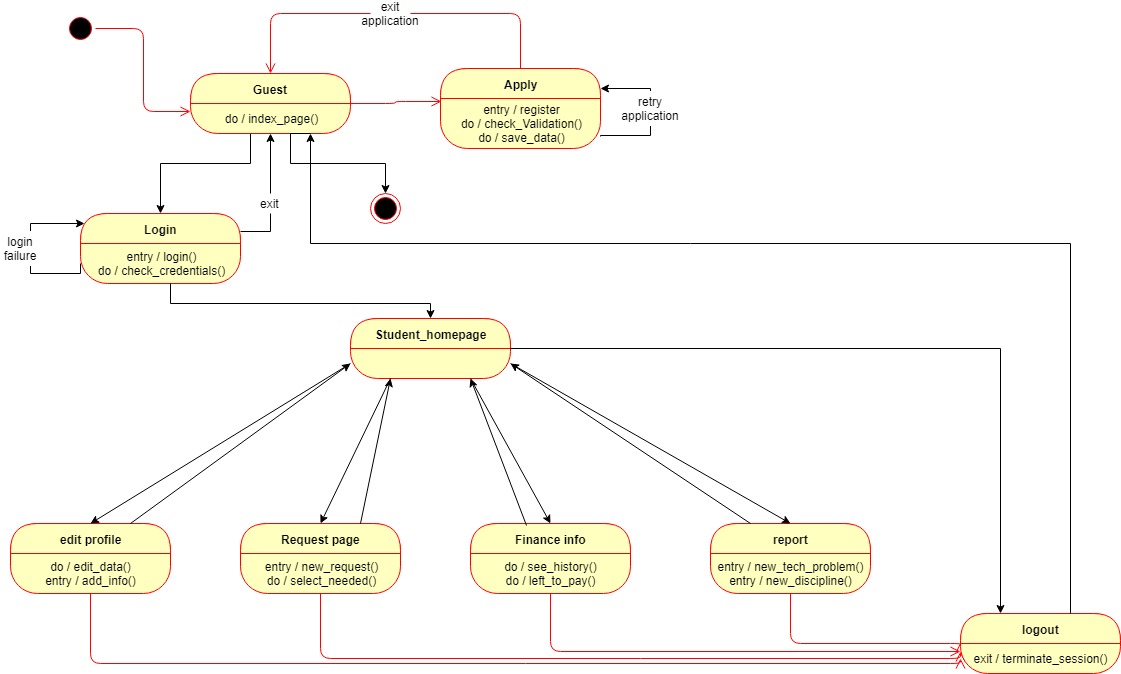 exit
application
Guest
do / index_page()
Apply
entry / register
do / check_Validation()
do / save_data()
retry
application
exit
Login
entry / login()
do / check_credentials()
login
failure
Student_homepage
edit profile
do / edit_data()
entry / add_info()
Request page
entry / new_request()
do / select_needed()
Finance info
do / see_history()
do / left_to_pay()
report
entry / new_tech_problem()
entry / new_discipline()
logout
exit / terminate_session()